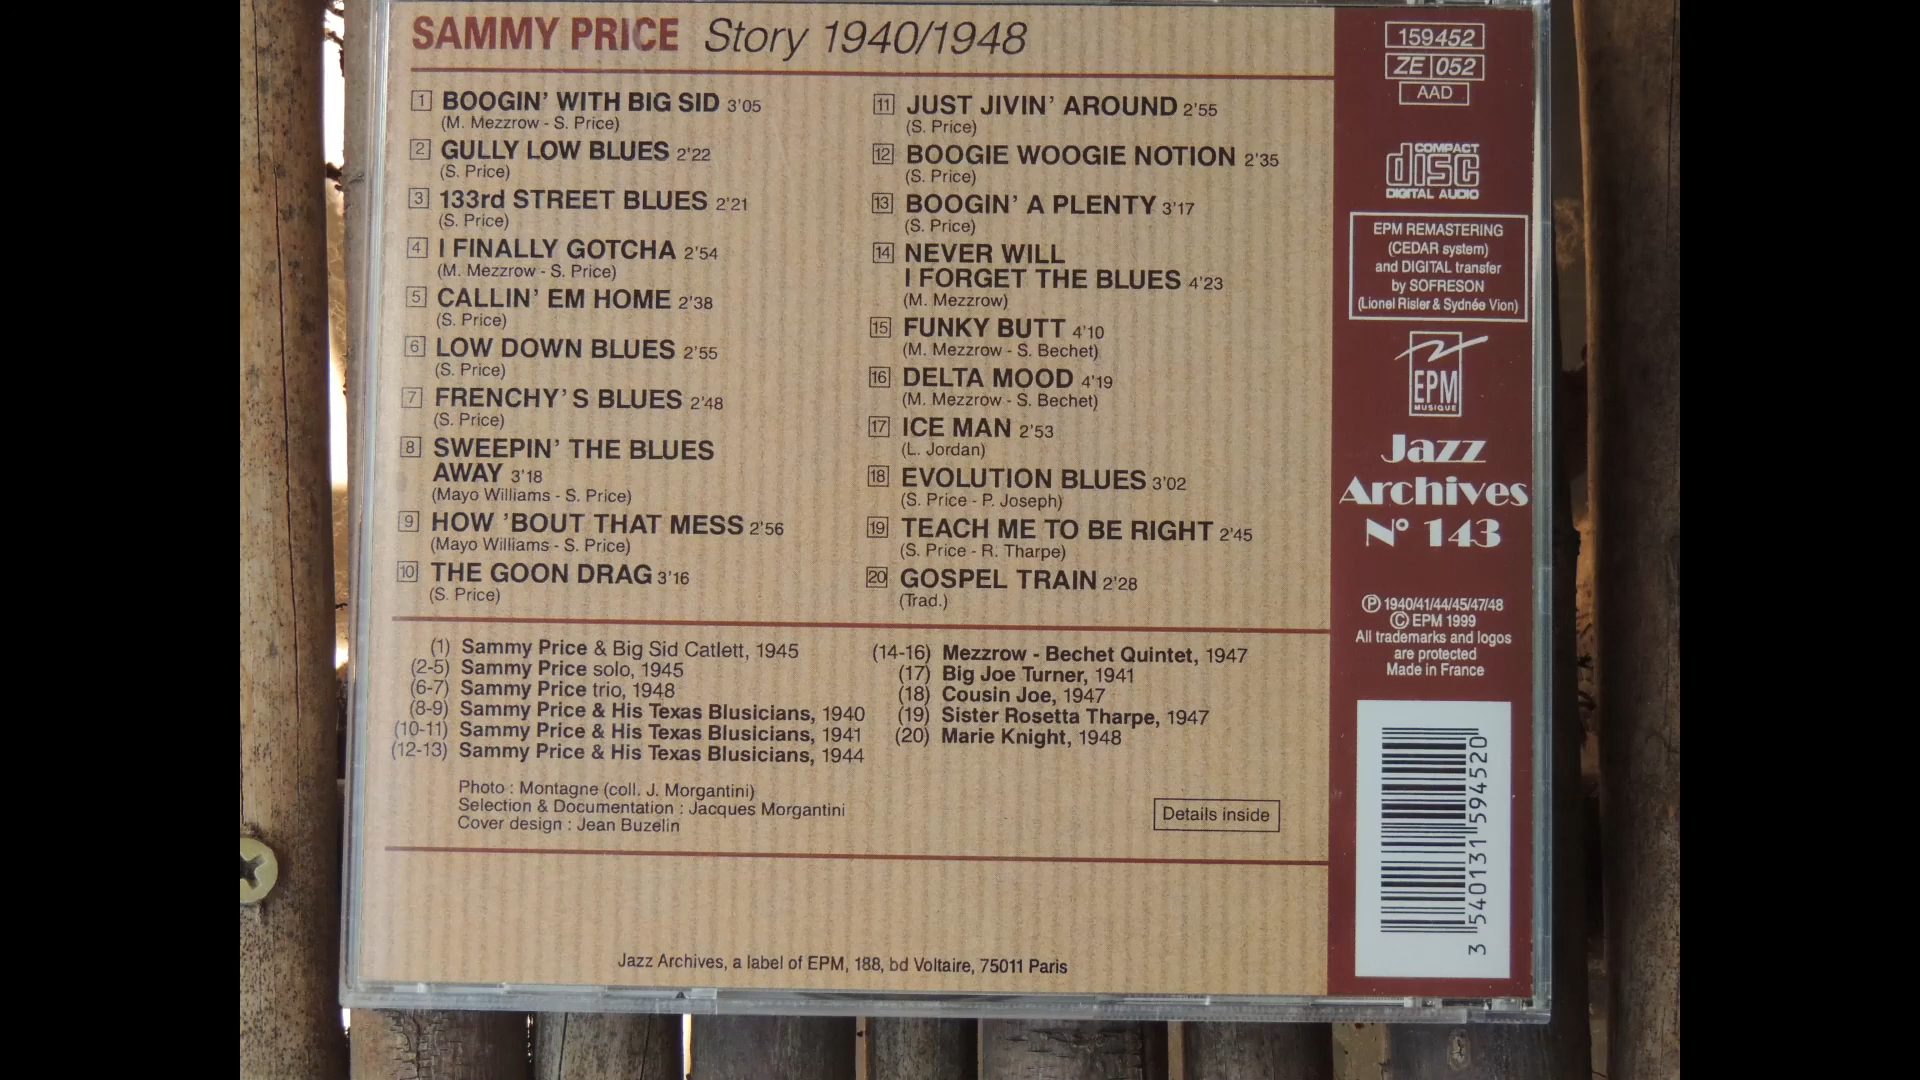 SAMMY PRICE Story 1940/1948
1 BOOGIN' WITH BIG SID 3'05
(M. Mezzrow - S. Price)
2 GULLY LOW BLUES 2'22
(S. Price)
3 133rd STREET BLUES 2'21
(S. Price)
4 I FINALLY GOTCHA 2'54
(M. Mezzrow - S. Price)
5 CALLIN' EM HOME 2'38
(S. Price)
6 LOW DOWN BLUES 2'55
(S. Price)
7 FRENCHY'S BLUES 2'48
(S. Price)
8 SWEEPIN' THE BLUES
AWAY 3'18
(Mayo Williams - S. Price)
9 HOW 'BOUT THAT MESS 2'56
(Mayo Williams - S. Price)
10 THE GOON DRAG 3'16
(S. Price)
11 JUST JIVIN' AROUND 2'55
(S. Price)
12 BOOGIE WOOGIE NOTION 2'35
(S. Price)
13 BOOGIN' A PLENTY 3'17
(S. Price)
14 NEVER WILL
I FORGET THE BLUES 4'23
(M. Mezzrow)
15 FUNKY BUTT 4'10
(M. Mezzrow - S. Bechet)
16 DELTA MOOD 4'19
(M. Mezzrow - S. Bechet)
17 ICE MAN 2'53
(L. Jordan)
18 EVOLUTION BLUES 3'02
(S. Price - P. Joseph)
19 TEACH ME TO BE RIGHT 2'45
(S. Price - R. Tharpe)
20 GOSPEL TRAIN 2'28
(Trad.)
(1) Sammy Price & Big Sid Catlett, 1945
(2-5) Sammy Price solo, 1945
(6-7) Sammy Price trio, 1948
(8-9) Sammy Price & His Texas Blusicians, 1940
(10-11) Sammy Price & His Texas Blusicians, 1941
(12-13) Sammy Price & His Texas Blusicians, 1944
(14-16) Mezzrow - Bechet Quintet, 1947
(17) Big Joe Turner, 1941
(18) Cousin Joe, 1947
(19) Sister Rosetta Tharpe, 1947
(20) Marie Knight, 1948
Photo : Montagne (coll. J. Morgantini)
Selection & Documentation : Jacques Morgantini
Cover design : Jean Buzelin
Details inside
Jazz Archives, a label of EPM, 188, bd Voltaire, 75011 Paris
159452
ZE 052
AAD
COMPACT
disc
DIGITAL AUDIO
EPM REMASTERING
(CEDAR system)
and DIGITAL transfer
by SOFRESON
(Lionel Risler & Sydnée Vion)
EPM
MUSIQUE
Jazz
Archives
N° 143
Ⓟ 1940/41/44/45/47/48
© EPM 1999
All trademarks and logos
are protected
Made in France
3 540131 594520